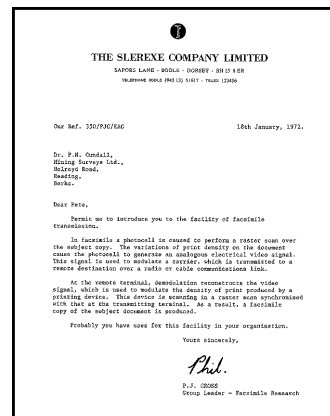 THE SLEREXE COMPANY LIMITED
SAPORS LANE · BOOLE · DORSET · BH 25 8 ER
TELEPHONE BOOLE (945 13) 51617 · TELEX 123456
Our Ref. 350/PJC/EAC 18th January, 1972.
Dr. P.N. Cundall,
Mining Surveys Ltd.,
Holroyd Road,
Reading,
Berks.
Dear Pete,
Permit me to introduce you to the facility of facsimile
transmission.
In facsimile a photocell is caused to perform a raster scan over
the subject copy. The variations of print density on the document
cause the photocell to generate an analogous electrical video signal.
This signal is used to modulate a carrier, which is transmitted to a
remote destination over a radio or cable communications link.
At the remote terminal, demodulation reconstructs the video
signal, which is used to modulate the density of print produced by a
printing device. This device is scanning in a raster scan synchronised
with that at the transmitting terminal. As a result, a facsimile
copy of the subject document is produced.
Probably you have uses for this facility in your organisation.
Yours sincerely,
Phil.
P.J. CROSS
Group Leader - Facsimile Research